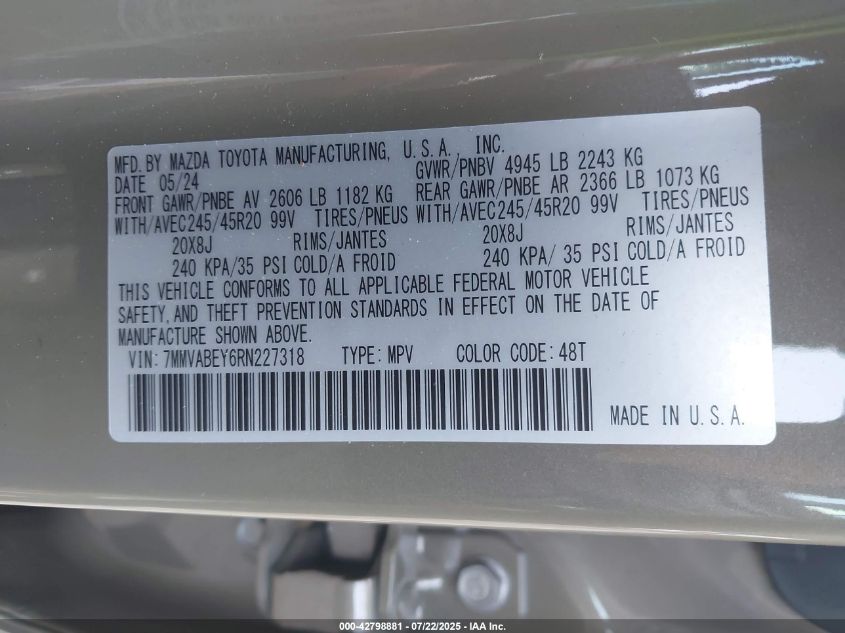 MFD. BY MAZDA TOYOTA MANUFACTURING, U.S.A., INC.
DATE 05/24 GVWR/PNBV 4945 LB 2243 KG
FRONT GAWR/PNBE AV 2606 LB 1182 KG REAR GAWR/PNBE AR 2366 LB 1073 KG
WITH/AVEC245/45R20 99V TIRES/PNEUS WITH/AVEC245/45R20 99V TIRES/PNEUS
20X8J RIMS/JANTES 20X8J RIMS/JANTES
240 KPA/35 PSI COLD/A FROID 240 KPA/ 35 PSI COLD/A FROID
THIS VEHICLE CONFORMS TO ALL APPLICABLE FEDERAL MOTOR VEHICLE
SAFETY, AND THEFT PREVENTION STANDARDS IN EFFECT ON THE DATE OF
MANUFACTURE SHOWN ABOVE.
VIN: 7MMVABEY6RN227318 TYPE: MPV COLOR CODE: 48T
MADE IN U.S.A.
000-42798881 - 07/22/2025 - IAA Inc.